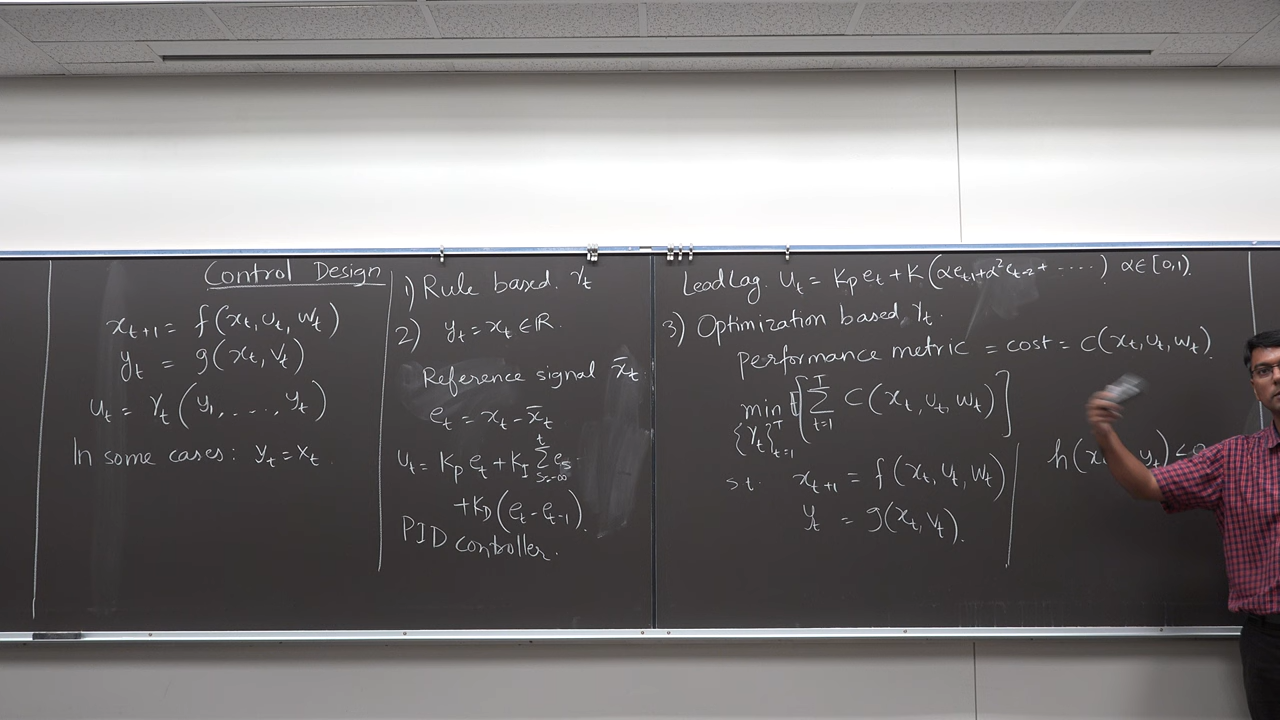 Control Design
x_{t+1} = f(x_t, u_t, w_t)
y_t = g(x_t, v_t)
u_t = γ_t(y_1, ....., y_t)
In some cases: y_t = x_t
1) Rule based. γ_t
2) y_t = x_t ∈ ℝ.
Reference signal x̄_t.
e_t = x_t - x̄_t
u_t = K_P e_t + K_I ∑_{s=-∞}^{t} e_s.
+ K_D (e_t - e_{t-1}).
PID controller.
Lead Lag. u_t = K_P e_t + K (α e_{t-1} + α² e_{t-2} + .....) α ∈ [0,1).
3) Optimization based. γ_t.
performance metric = cost = c(x_t, u_t, w_t).
min_{{γ_t}_{t=1}^T} E[∑_{t=1}^{T} c(x_t, u_t, w_t)]
s.t. x_{t+1} = f(x_t, u_t, w_t)
y_t = g(x_t, v_t).